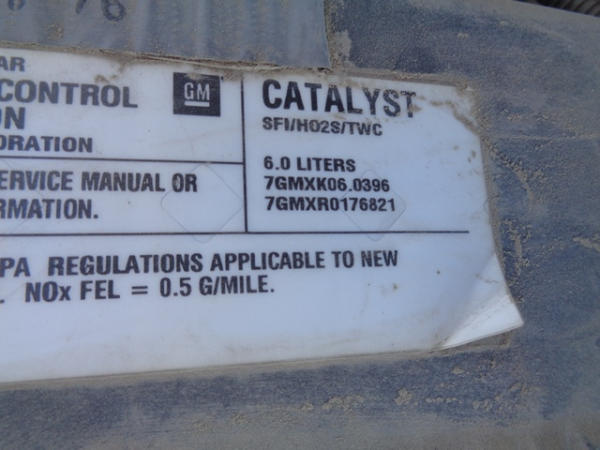 AR
CONTROL
ON
ORATION
GM
CATALYST
SFI/HO2S/TWC
ERVICE MANUAL OR
RMATION.
6.0 LITERS
7GMXK06.0396
7GMXR0176821
PA REGULATIONS APPLICABLE TO NEW
. NOx FEL = 0.5 G/MILE.